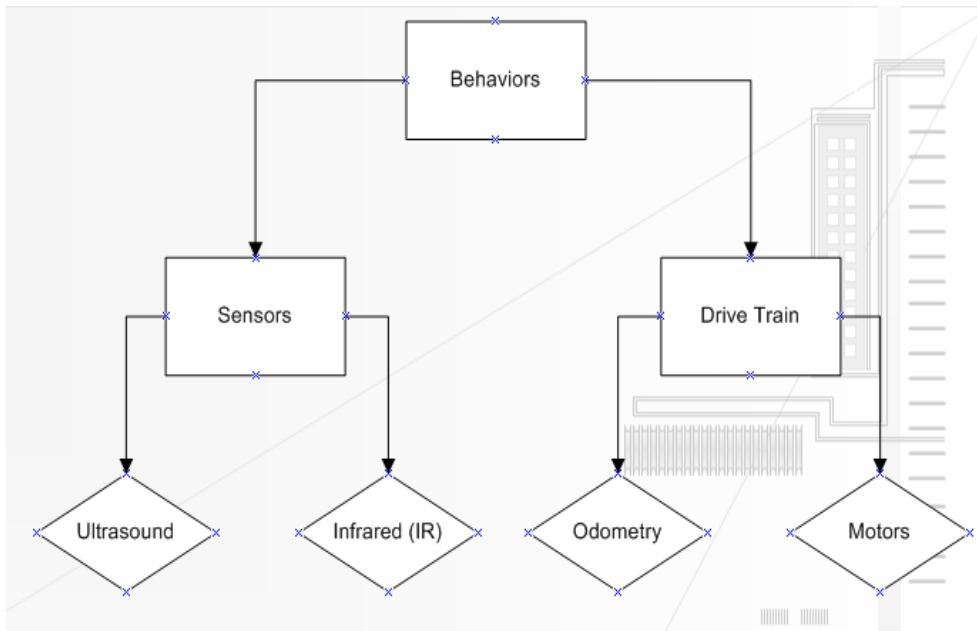 Behaviors
Sensors
Drive Train
Ultrasound
Infrared (IR)
Odometry
Motors